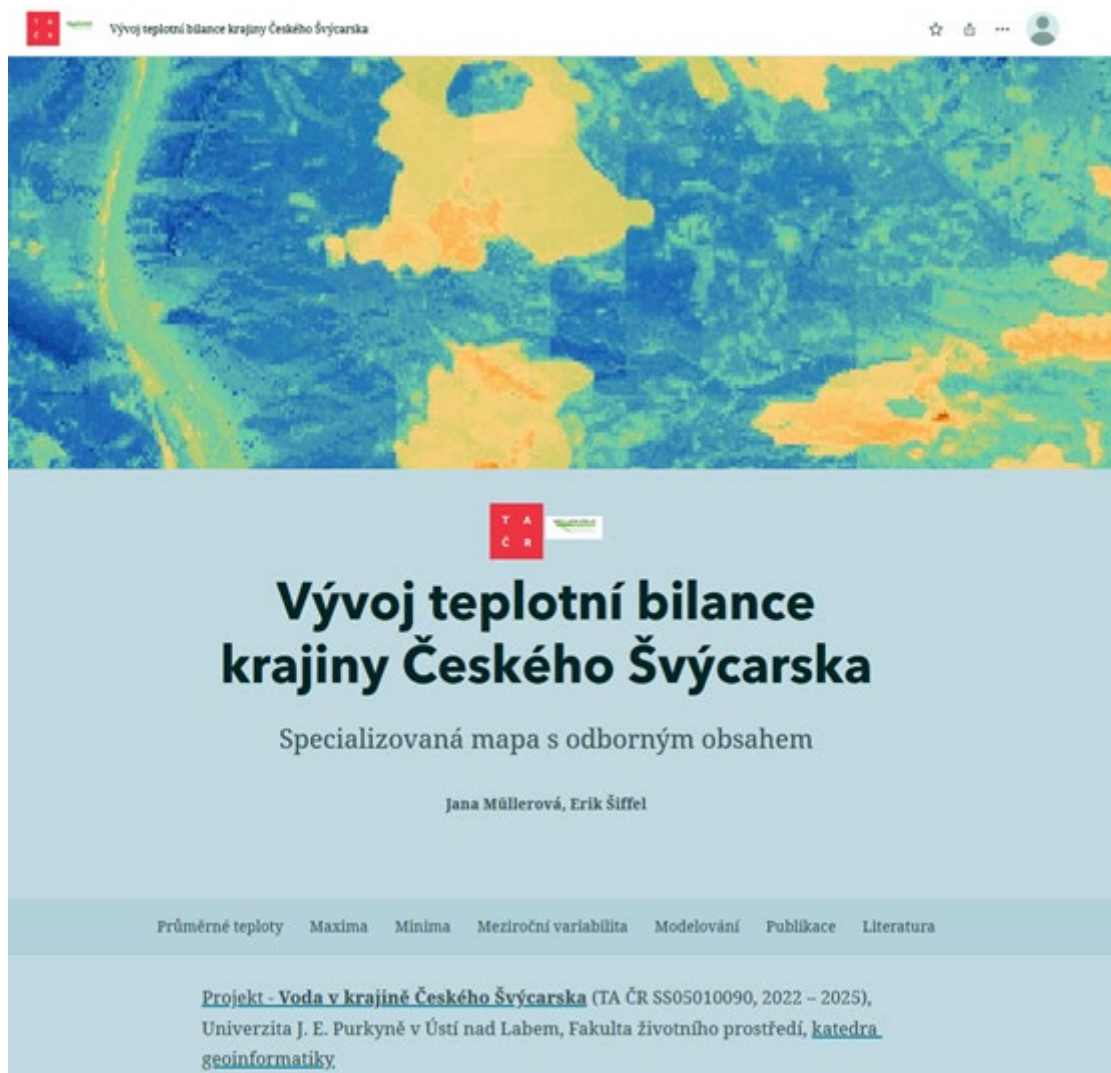 T A
Č R
Vývoj teplotní bilance krajiny Českého Švýcarska
T A
Č R
Vývoj teplotní bilance
krajiny Českého Švýcarska
Specializovaná mapa s odborným obsahem
Jana Müllerová, Erik Šiffel
Průměrné teploty Maxima Minima Meziroční variabilita Modelování Publikace Literatura
Projekt - Voda v krajině Českého Švýcarska (TA ČR SS05010090, 2022 – 2025),
Univerzita J. E. Purkyně v Ústí nad Labem, Fakulta životního prostředí, katedra
geoinformatiky